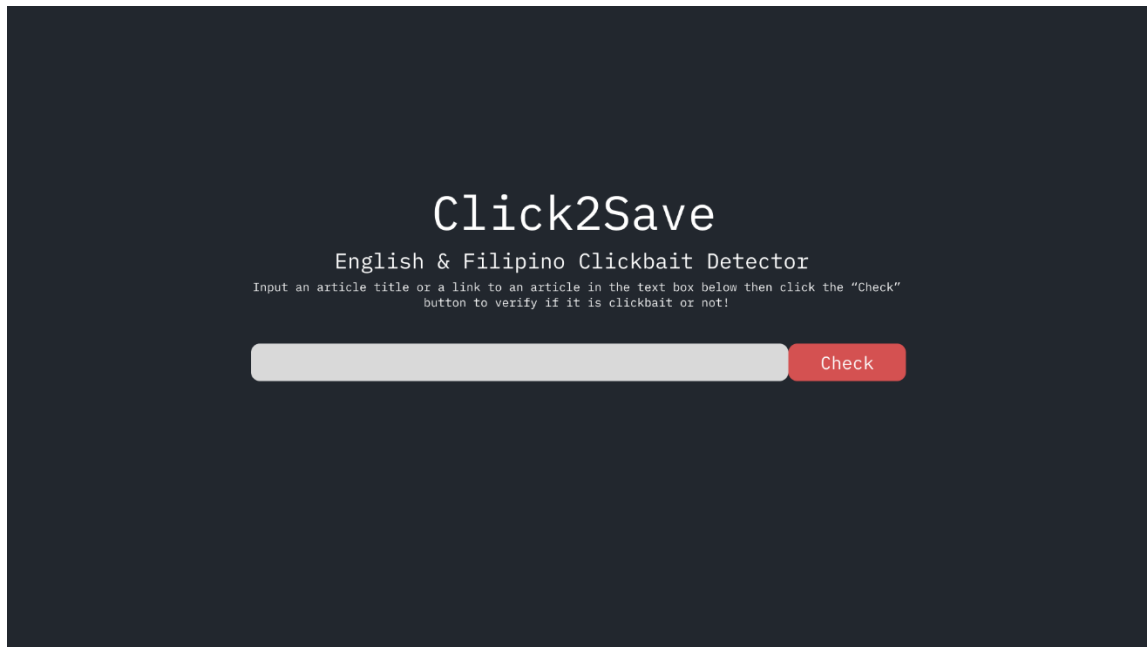 Click2Save
English & Filipino Clickbait Detector
Input an article title or a link to an article in the text box below then click the “Check”
button to verify if it is clickbait or not!
Check